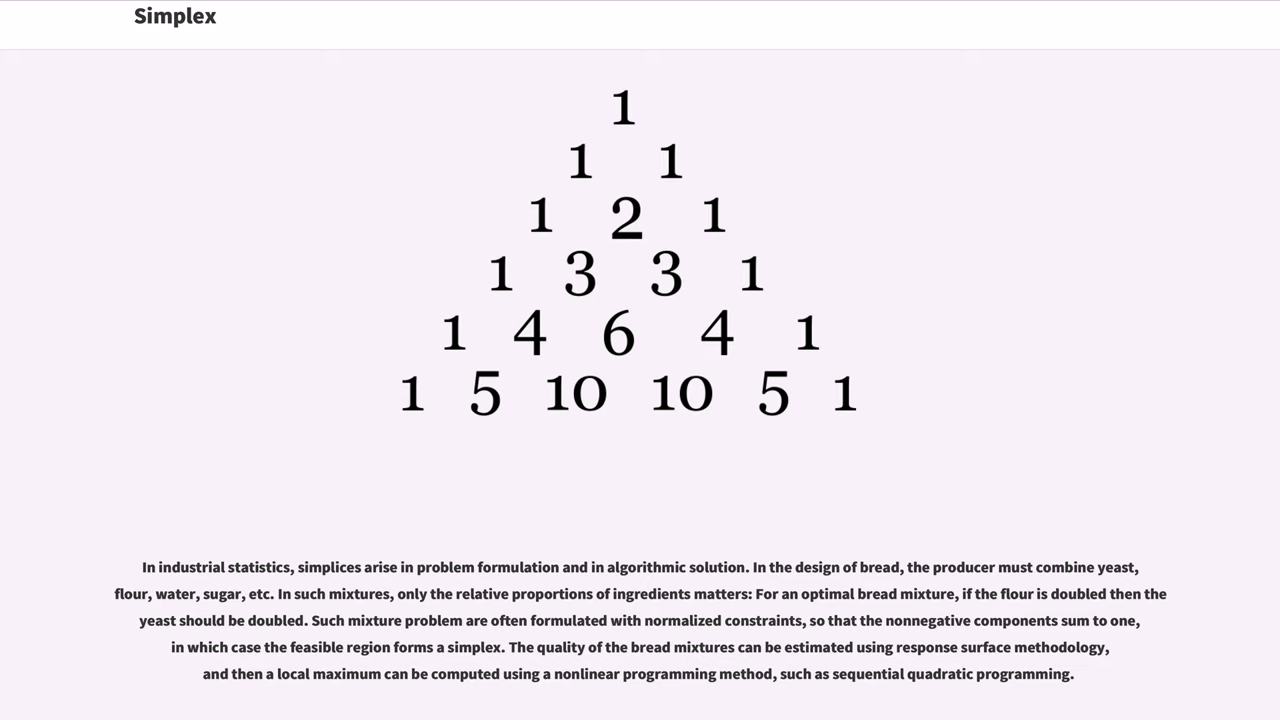 Simplex
1
1 1
1 2 1
1 3 3 1
1 4 6 4 1
1 5 10 10 5 1
In industrial statistics, simplices arise in problem formulation and in algorithmic solution. In the design of bread, the producer must combine yeast,
flour, water, sugar, etc. In such mixtures, only the relative proportions of ingredients matters: For an optimal bread mixture, if the flour is doubled then the
yeast should be doubled. Such mixture problem are often formulated with normalized constraints, so that the nonnegative components sum to one,
in which case the feasible region forms a simplex. The quality of the bread mixtures can be estimated using response surface methodology,
and then a local maximum can be computed using a nonlinear programming method, such as sequential quadratic programming.